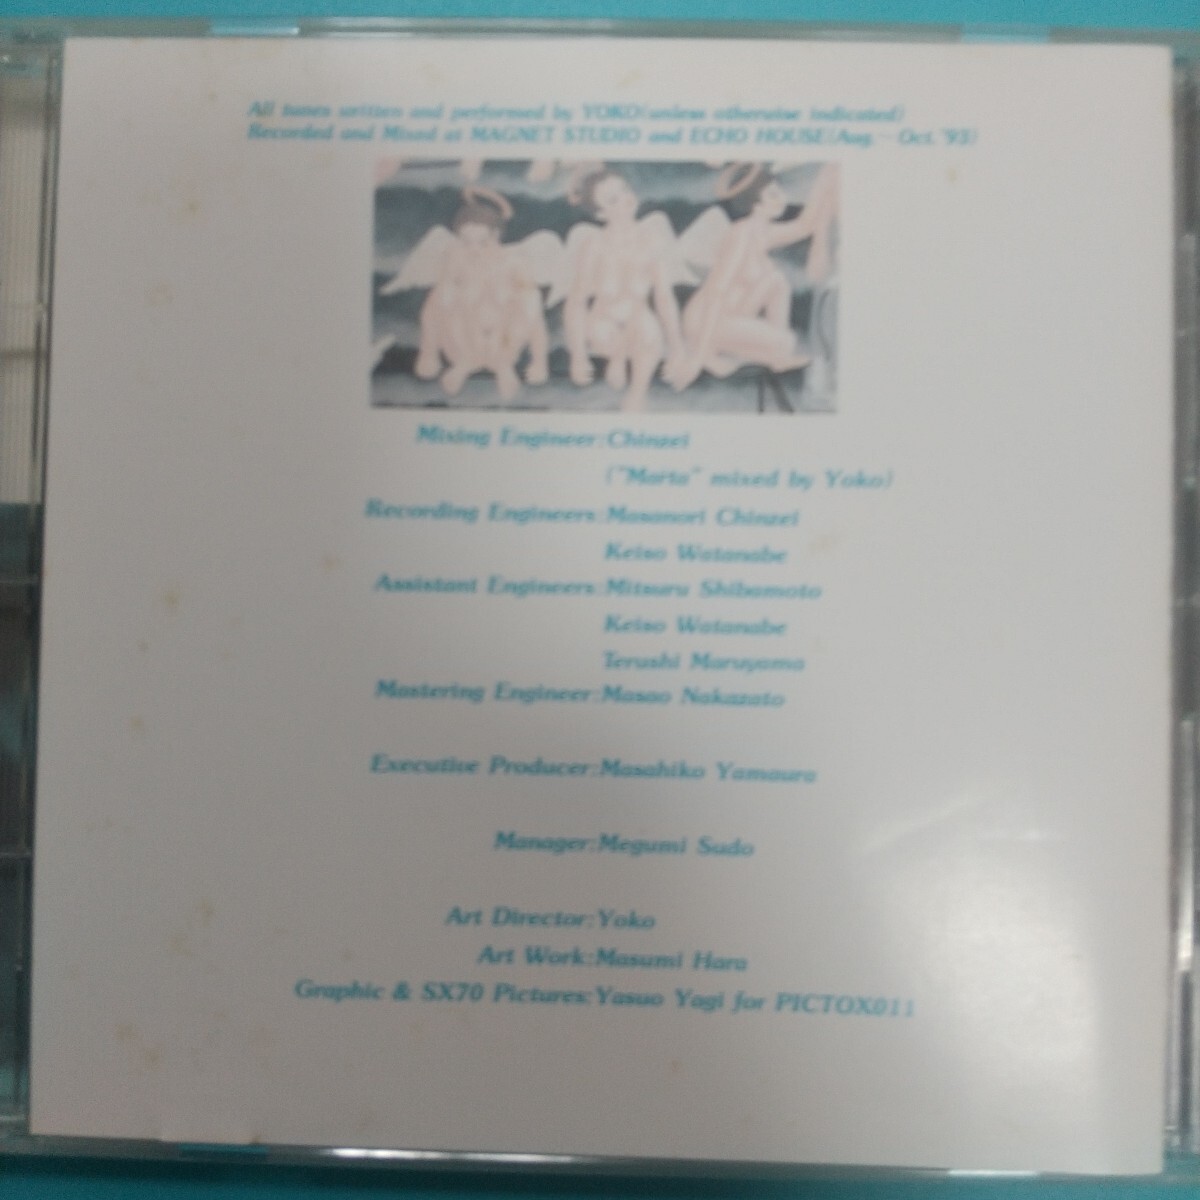 All tunes written and performed by YOKO(unless otherwise indicated)
Recorded and Mixed at MAGNET STUDIO and ECHO HOUSE(Aug.—Oct.'93)
Mixing Engineer:Chinzei
("Marta" mixed by Yoko)
Recording Engineers:Masanori Chinzei
Keiso Watanabe
Assistant Engineers:Mitsuru Shibamoto
Keiso Watanabe
Terushi Maruyama
Mastering Engineer:Masao Nakazato
Executive Producer:Masahiko Yamaura
Manager:Megumi Sudo
Art Director:Yoko
Art Work:Masumi Hara
Graphic & SX70 Pictures:Yasuo Yagi for PICTOX011